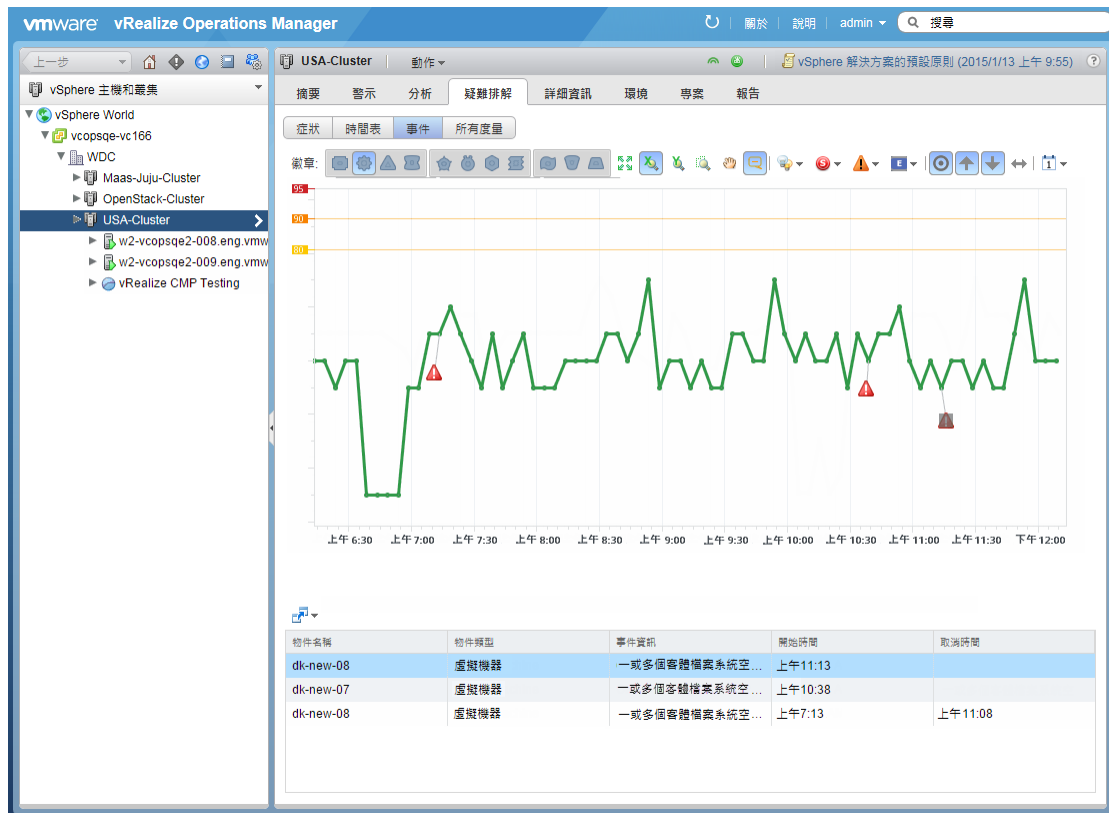 vmware vRealize Operations Manager
關於 說明 admin 搜尋
上一步
vSphere 主機和叢集
vSphere World
vcopsqe-vc166
WDC
Maas-Juju-Cluster
OpenStack-Cluster
USA-Cluster
w2-vcopsqe2-008.eng.vmw
w2-vcopsqe2-009.eng.vmw
vRealize CMP Testing
USA-Cluster 動作 vSphere 解決方案的預設原則 (2015/1/13 上午 9:55) ?
摘要 警示 分析 疑難排解 詳細資訊 環境 專案 報告
症狀 時間表 事件 所有度量
徽章: S E 1
95
90
80
上午 6:30 上午 7:00 上午 7:30 上午 8:00 上午 8:30 上午 9:00 上午 9:30 上午 10:00 上午 10:30 上午 11:00 上午 11:30 下午 12:00
物件名稱 物件類型 事件資訊 開始時間 取消時間
dk-new-08 虛擬機器 一或多個客體檔案系統空... 上午11:13
dk-new-07 虛擬機器 一或多個客體檔案系統空... 上午10:38
dk-new-08 虛擬機器 一或多個客體檔案系統空... 上午7:13 上午11:08